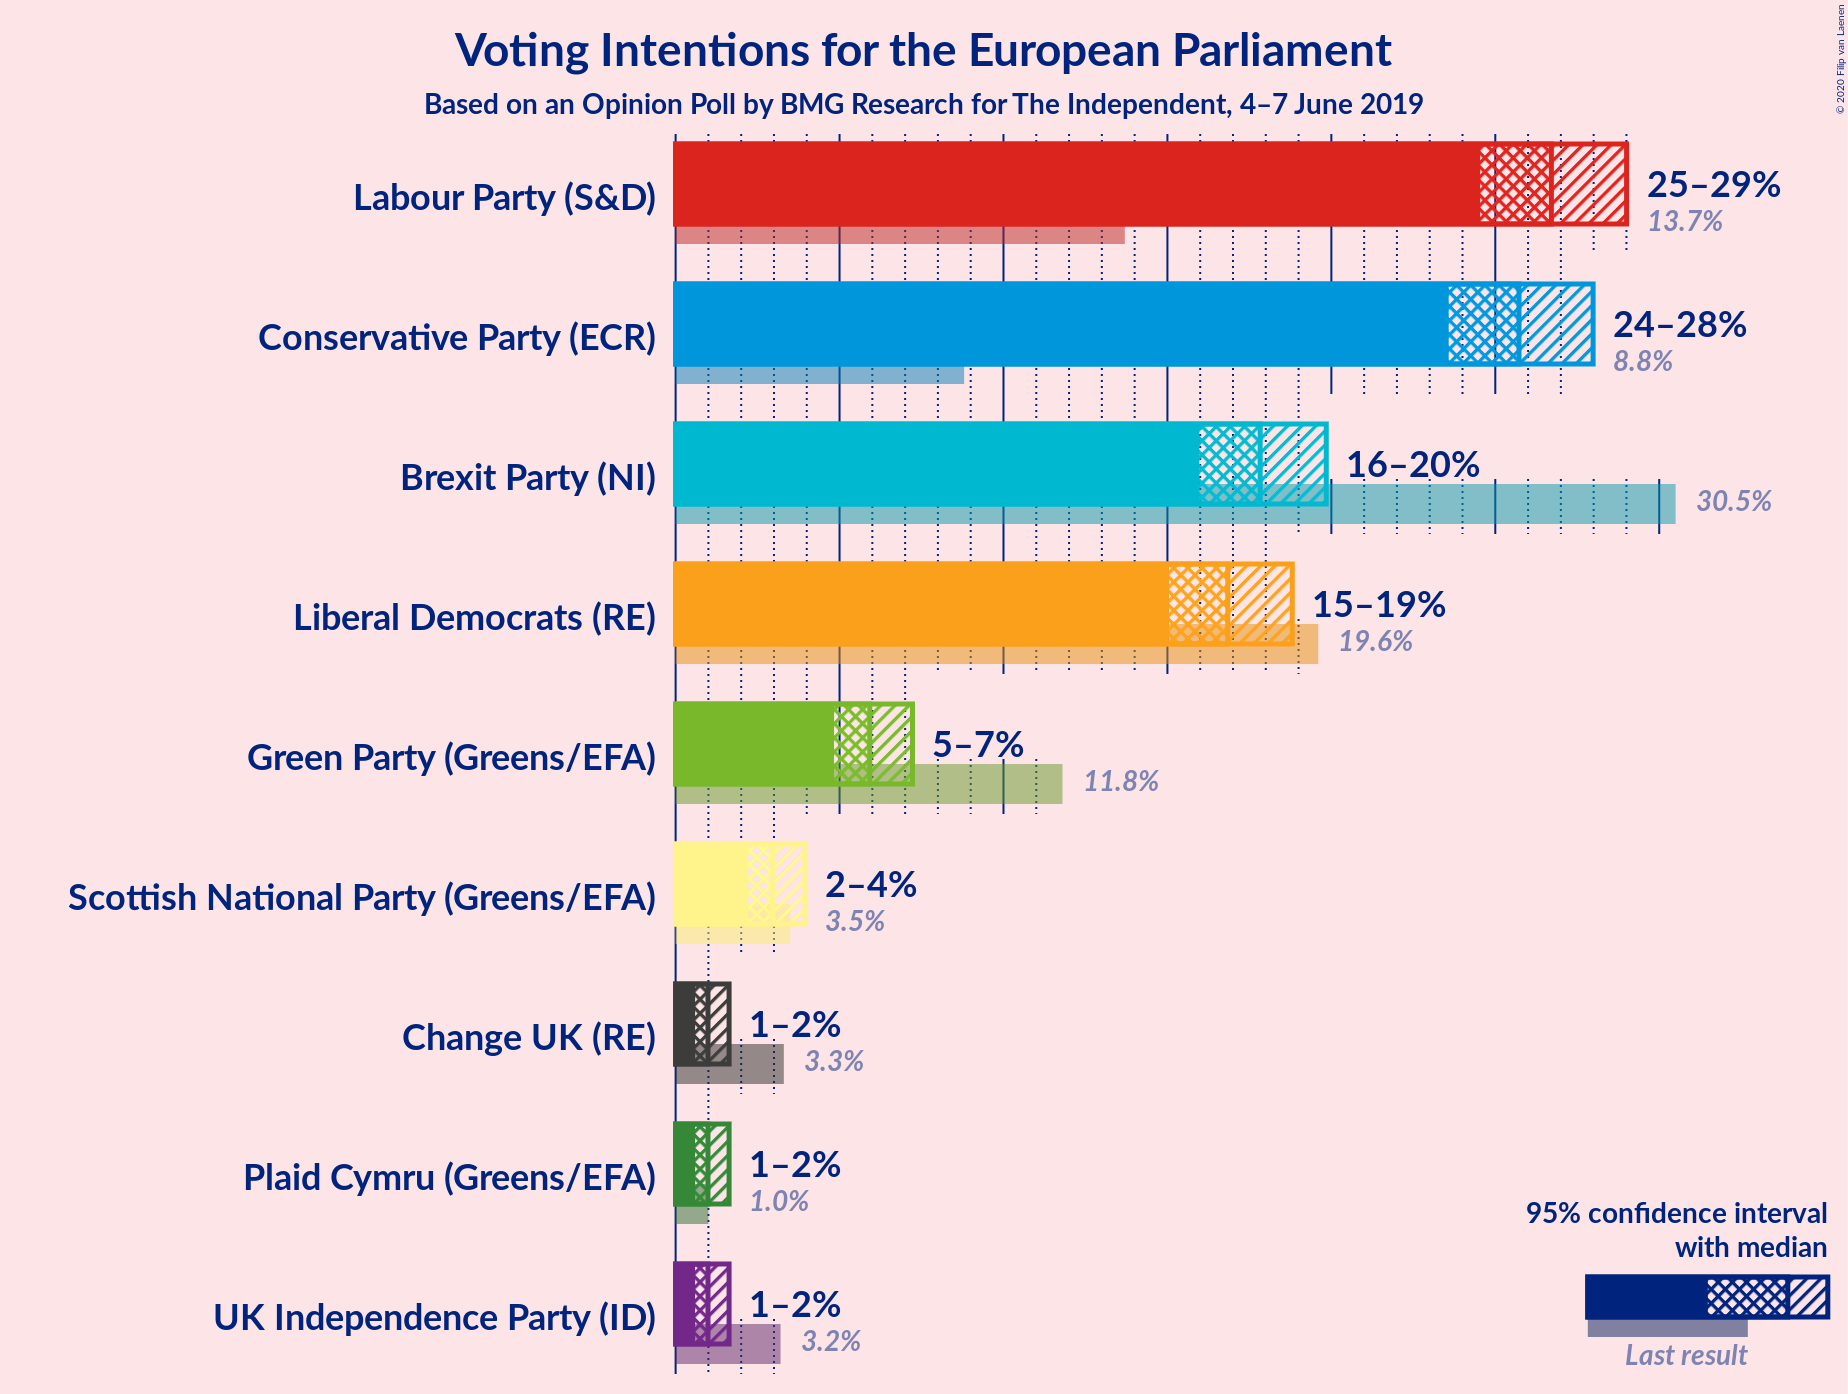 Voting Intentions for the European Parliament
Based on an Opinion Poll by BMG Research for The Independent, 4–7 June 2019
© 2020 Filip van Laenen
Labour Party (S&D)
25–29%
13.7%
Conservative Party (ECR)
24–28%
8.8%
Brexit Party (NI)
16–20%
30.5%
Liberal Democrats (RE)
15–19%
19.6%
Green Party (Greens/EFA)
5–7%
11.8%
Scottish National Party (Greens/EFA)
2–4%
3.5%
Change UK (RE)
1–2%
3.3%
Plaid Cymru (Greens/EFA)
1–2%
1.0%
UK Independence Party (ID)
1–2%
3.2%
95% confidence interval
with median
Last result